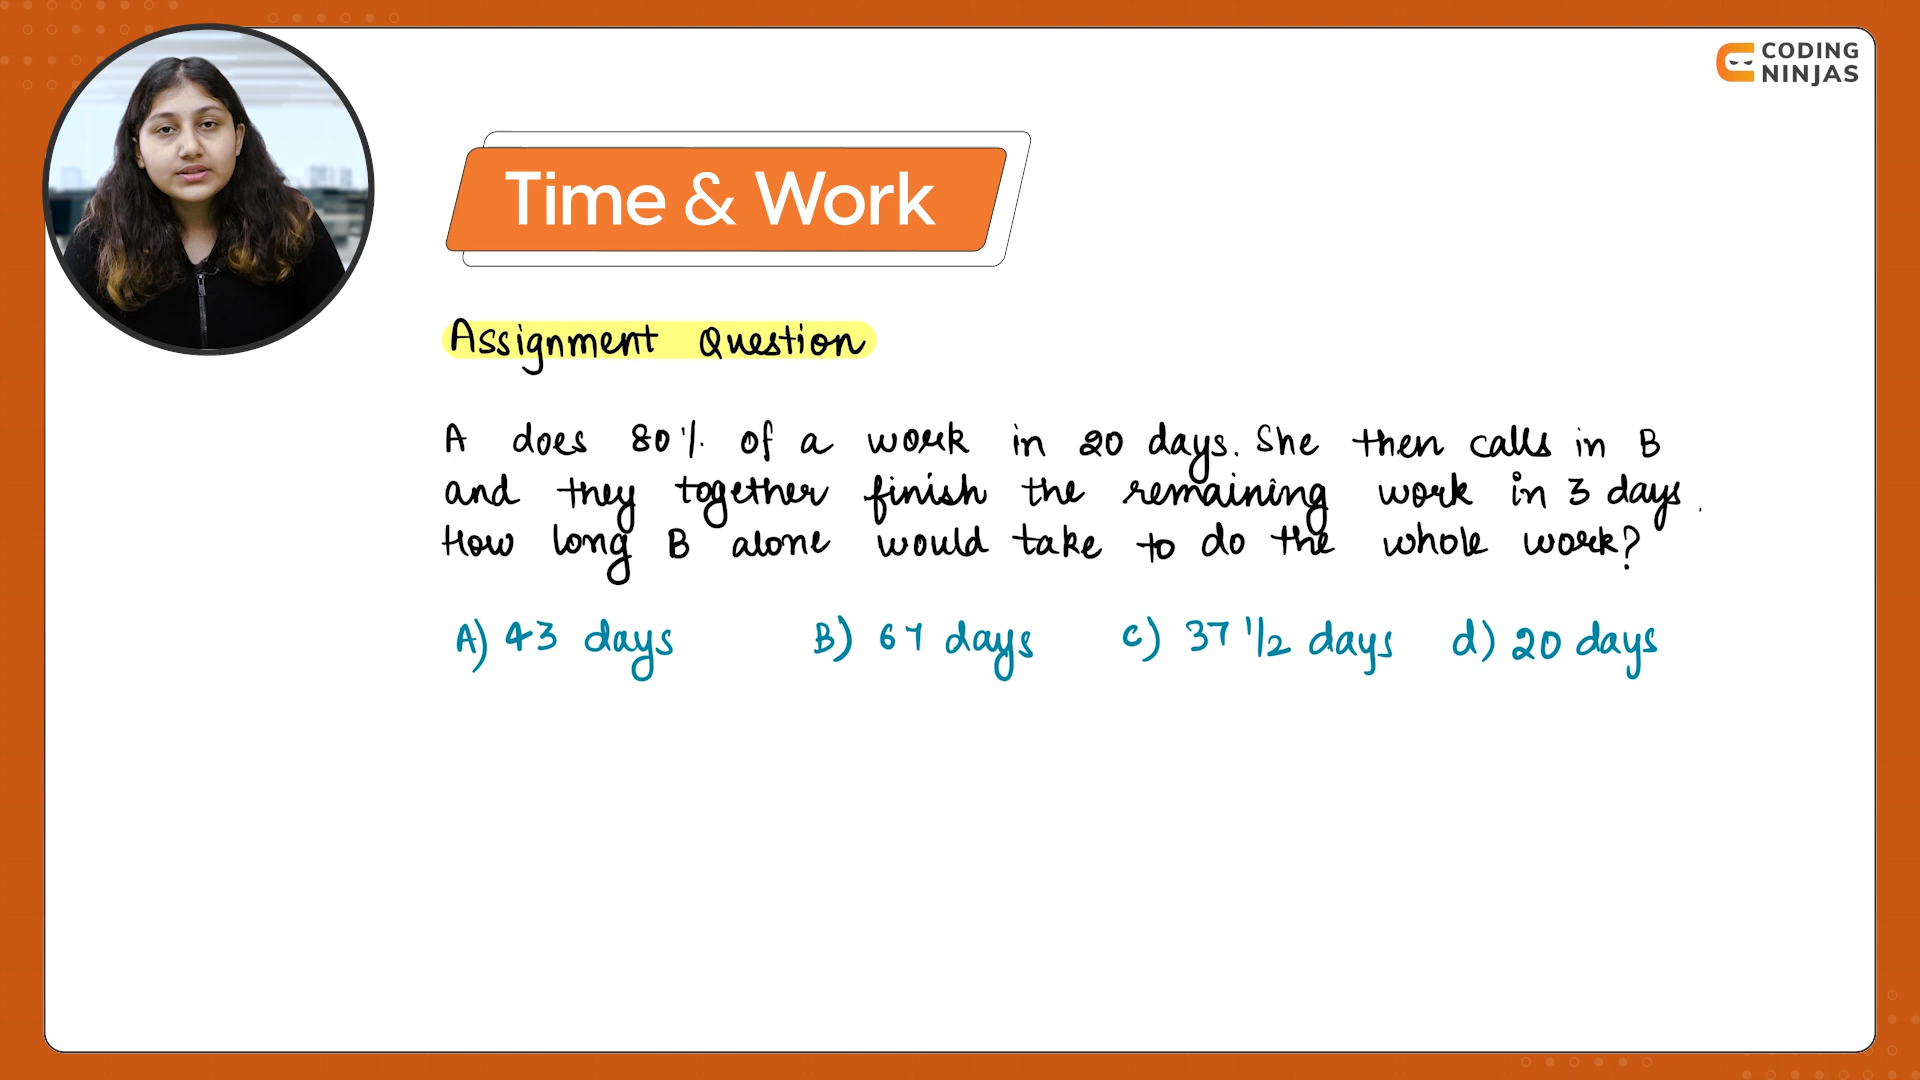 CODING
NINJAS
Time & Work
Assignment Question
A does 80% of a work in 20 days. She then calls in B
and they together finish the remaining work in 3 days.
How long B alone would take to do the whole work?
A) 43 days B) 67 days C) 37 1/2 days d) 20 days